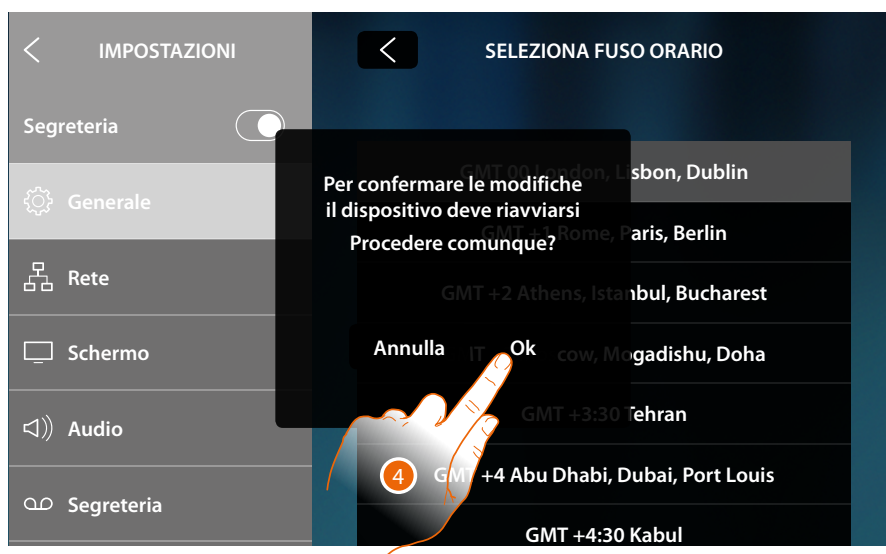 IMPOSTAZIONI
Segreteria
Generale
Rete
Schermo
Audio
Segreteria
SELEZIONA FUSO ORARIO
GMT 00 London, Lisbon, Dublin
GMT +1 Rome, Paris, Berlin
GMT +2 Athens, Istanbul, Bucharest
cow, Mogadishu, Doha
GMT +3:30 Tehran
GMT +4 Abu Dhabi, Dubai, Port Louis
GMT +4:30 Kabul
Per confermare le modifiche
il dispositivo deve riavviarsi
Procedere comunque?
Annulla
Ok
4